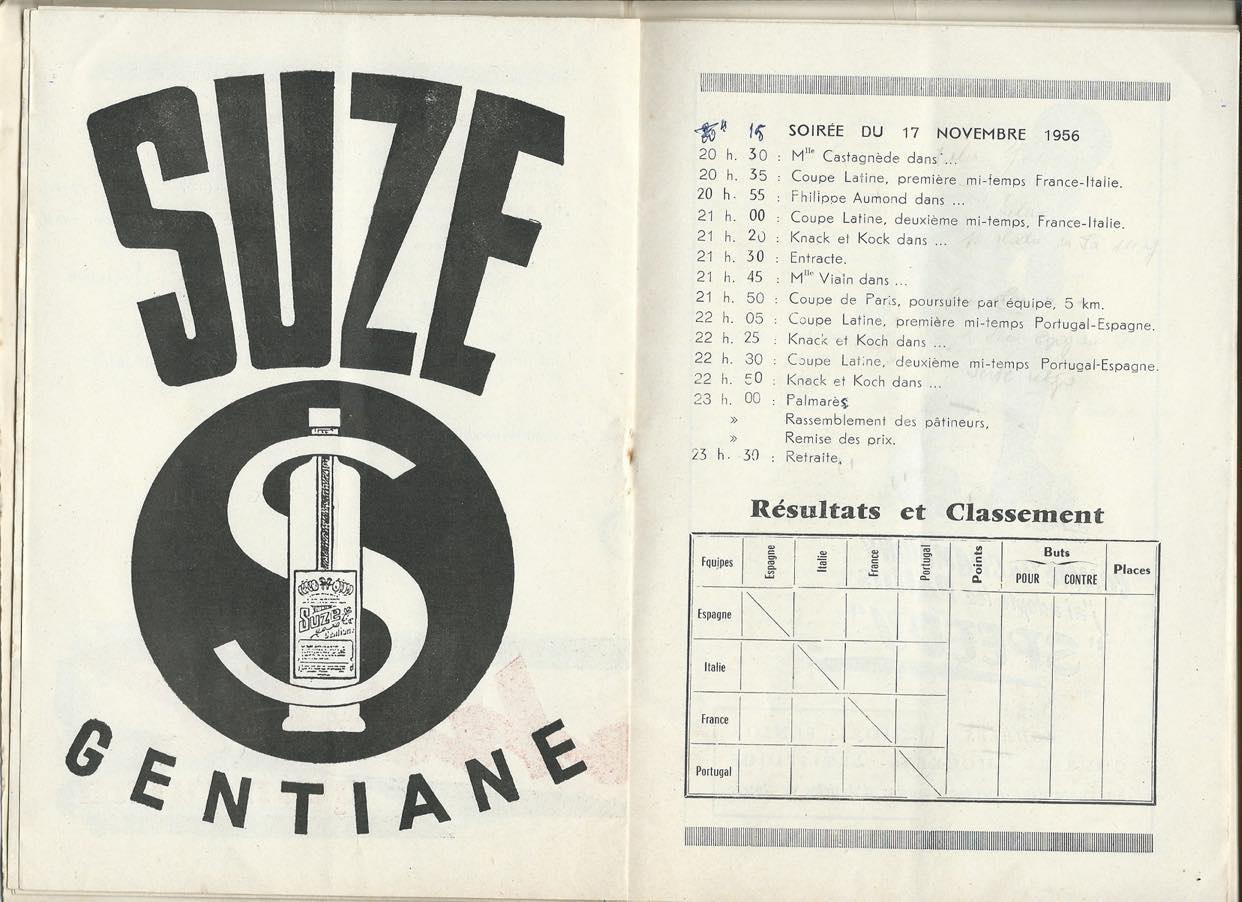 SUZE
Suze
GENTIANE
15 SOIRÉE DU 17 NOVEMBRE 1956
20 h. 30 : Mlle Castagnède dans ...
20 h. 35 : Coupe Latine, première mi-temps France-Italie.
20 h. 55 : Fhilippe Aumond dans ...
21 h. 00 : Coupe Latine, deuxième mi-temps, France-Italie.
21 h. 20 : Knack et Kock dans ...
21 h. 30 : Entracte.
21 h. 45 : Mlle Viain dans ...
21 h. 50 : Coupe de Paris, poursuite par équipe, 5 km.
22 h. 05 : Coupe Latine, première mi-temps Portugal-Espagne.
22 h. 25 : Knack et Koch dans ...
22 h. 30 : Coupe Latine, deuxième mi-temps Portugal-Espagne.
22 h. 50 : Knack et Koch dans ...
23 h. 00 : Palmarès
» Rassemblement des pâtineurs,
» Remise des prix.
23 h. 30 : Retraite.
Résultats et Classement
Equipes Espagne Italie France Portugal Points Buts Places
POUR CONTRE
Espagne
Italie
France
Portugal